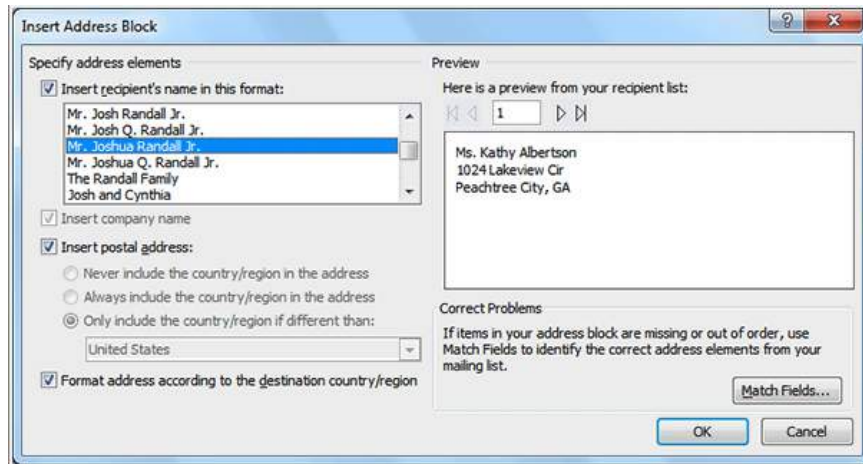 Insert Address Block
Specify address elements
Insert recipient's name in this format:
Mr. Josh Randall Jr.
Mr. Josh Q. Randall Jr.
Mr. Joshua Randall Jr.
Mr. Joshua Q. Randall Jr.
The Randall Family
Josh and Cynthia
Insert company name
Insert postal address:
Never include the country/region in the address
Always include the country/region in the address
Only include the country/region if different than:
United States
Format address according to the destination country/region
Preview
Here is a preview from your recipient list:
1
Ms. Kathy Albertson
1024 Lakeview Cir
Peachtree City, GA
Correct Problems
If items in your address block are missing or out of order, use
Match Fields to identify the correct address elements from your
mailing list.
Match Fields...
OK
Cancel